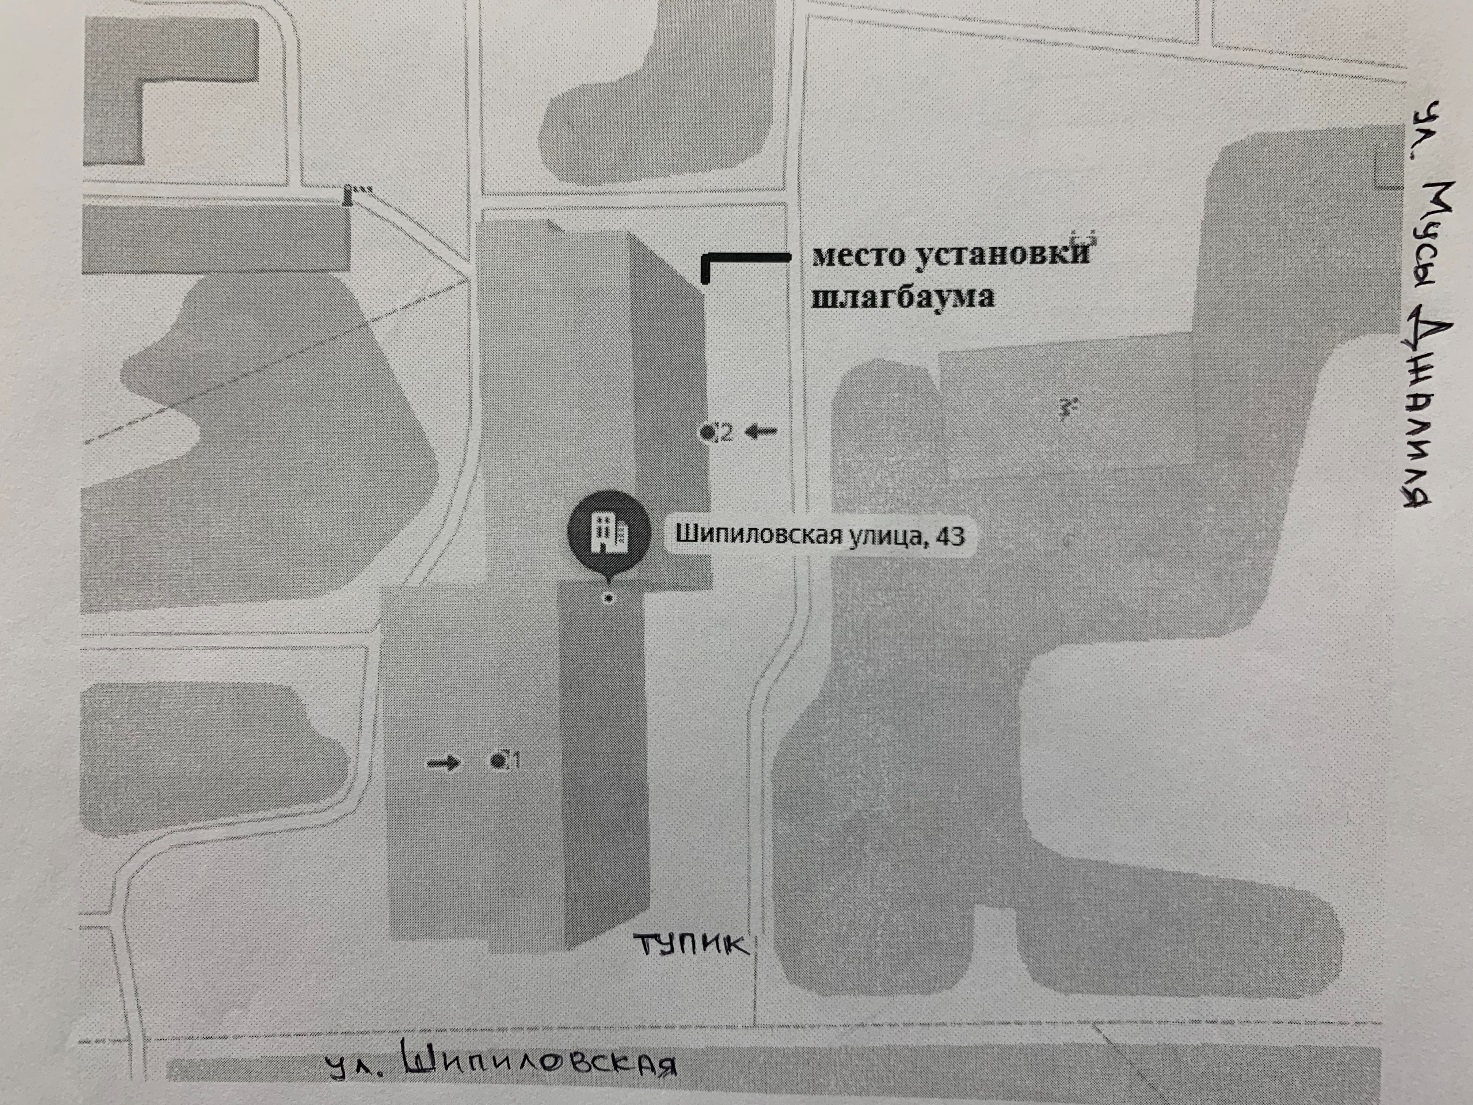 ул. Мусы Джалиля
место установки
шлагбаума
2
Шипиловская улица, 43
1
тупик
ул. Шипиловская